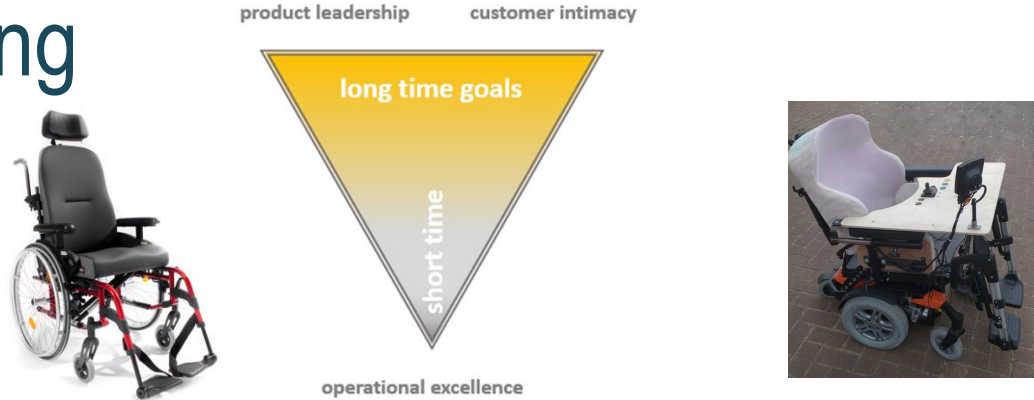 ng
product leadership
customer intimacy
long time goals
short time
operational excellence